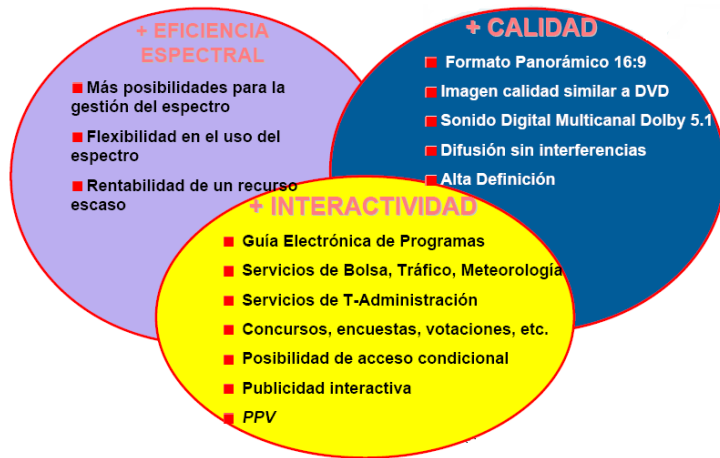 + EFICIENCIA
ESPECTRAL
Más posibilidades para la
gestión del espectro
Flexibilidad en el uso del
espectro
Rentabilidad de un recurso
escaso
+ CALIDAD
Formato Panorámico 16:9
Imagen calidad similar a DVD
Sonido Digital Multicanal Dolby 5.1
Difusión sin interferencias
Alta Definición
+ INTERACTIVIDAD
Guía Electrónica de Programas
Servicios de Bolsa, Tráfico, Meteorología
Servicios de T-Administración
Concursos, encuestas, votaciones, etc.
Posibilidad de acceso condicional
Publicidad interactiva
PPV